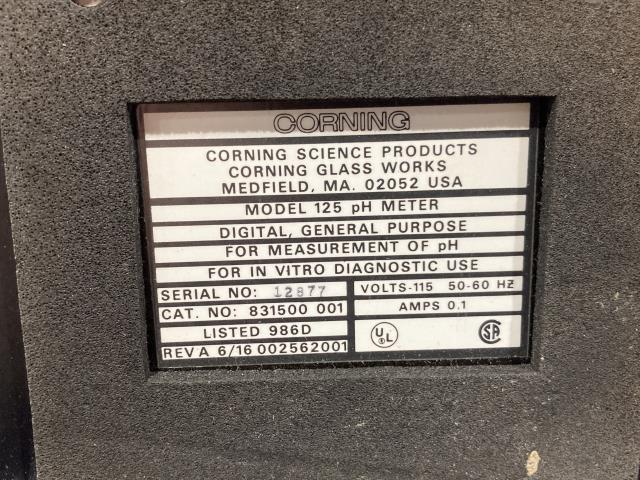 CORNING
CORNING SCIENCE PRODUCTS
CORNING GLASS WORKS
MEDFIELD, MA. 02052 USA
MODEL 125 pH METER
DIGITAL, GENERAL PURPOSE
FOR MEASUREMENT OF pH
FOR IN VITRO DIAGNOSTIC USE
SERIAL NO: 12877
CAT. NO: 831500 001
LISTED 986D
REV A 6/16 002562001
VOLTS-115 50-60 HZ
AMPS 0.1
UL
SA